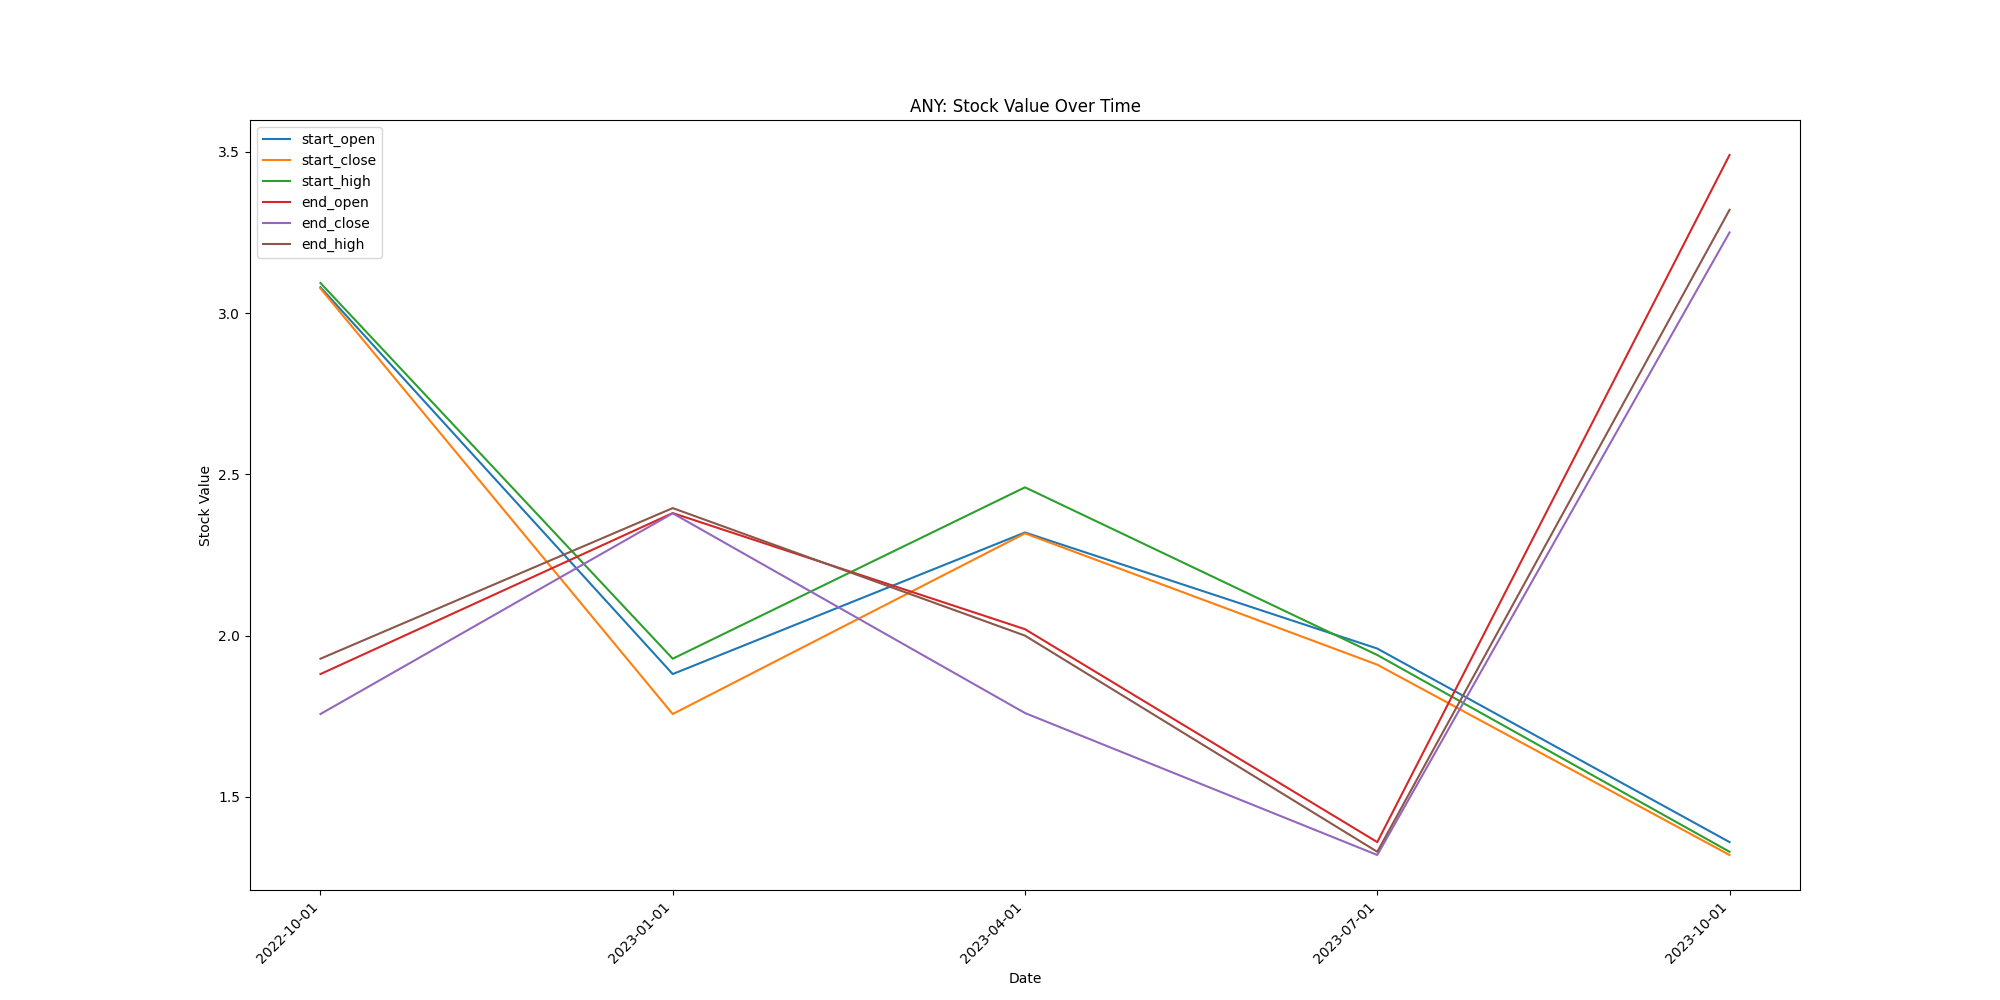 ANY: Stock Value Over Time
start_open
start_close
start_high
end_open
end_close
end_high
Stock Value
3.5
3.0
2.5
2.0
1.5
2022-10-01
2023-01-01
2023-04-01
2023-07-01
2023-10-01
Date